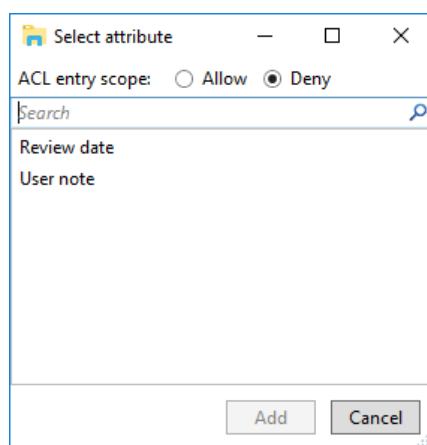 Select attribute
ACL entry scope: Allow Deny
Search
Review date
User note
Add Cancel